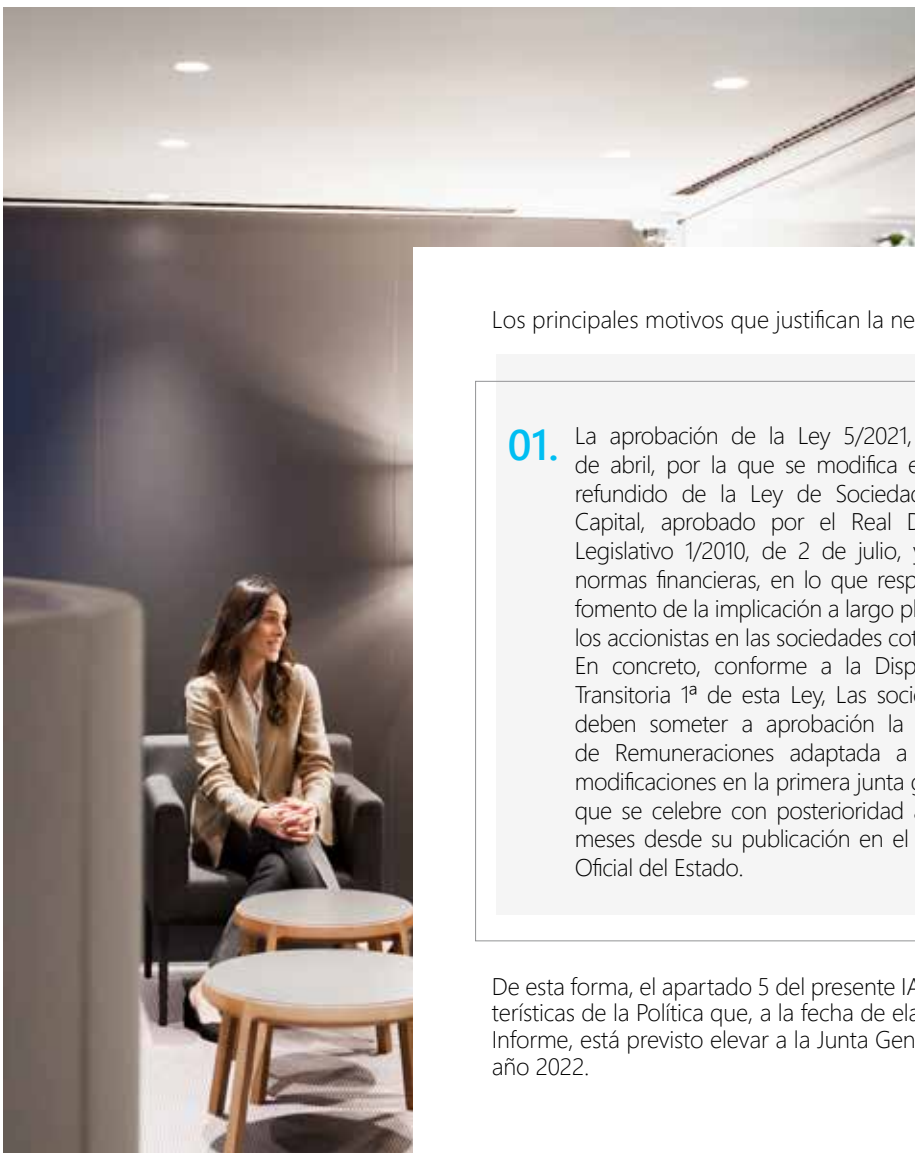 Los principales motivos que justifican la ne
01. La aprobación de la Ley 5/2021,
de abril, por la que se modifica e
refundido de la Ley de Sociedad
Capital, aprobado por el Real D
Legislativo 1/2010, de 2 de julio, y
normas financieras, en lo que resp
fomento de la implicación a largo pl
los accionistas en las sociedades cot
En concreto, conforme a la Disp
Transitoria 1ª de esta Ley, Las soci
deben someter a aprobación la
de Remuneraciones adaptada a
modificaciones en la primera junta g
que se celebre con posterioridad a
meses desde su publicación en el
Oficial del Estado.
De esta forma, el apartado 5 del presente IA
terísticas de la Política que, a la fecha de ela
Informe, está previsto elevar a la Junta Gen
año 2022.